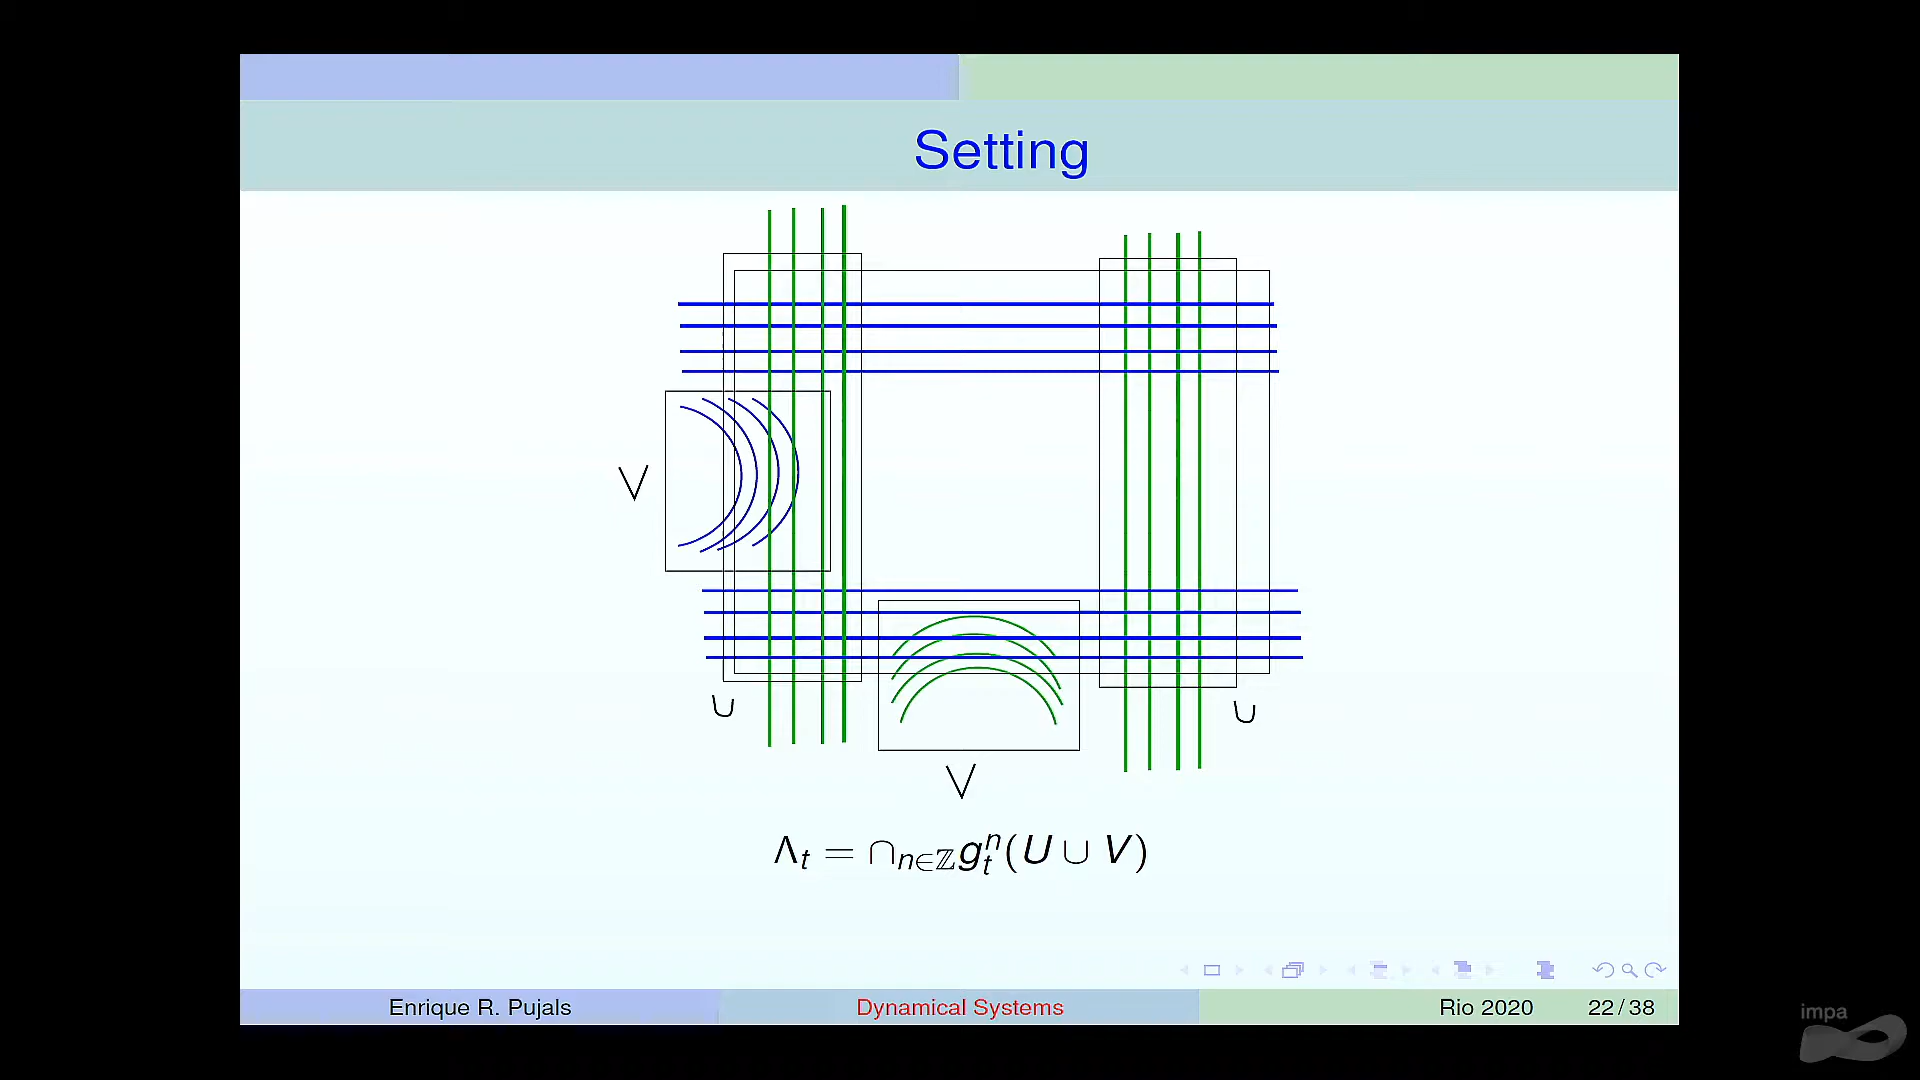 Setting
V
U
U
V
Λ_t = ∩_{n∈ℤ} g_t^n (U ∪ V)
Enrique R. Pujals
Dynamical Systems
Rio 2020
22/38
impa